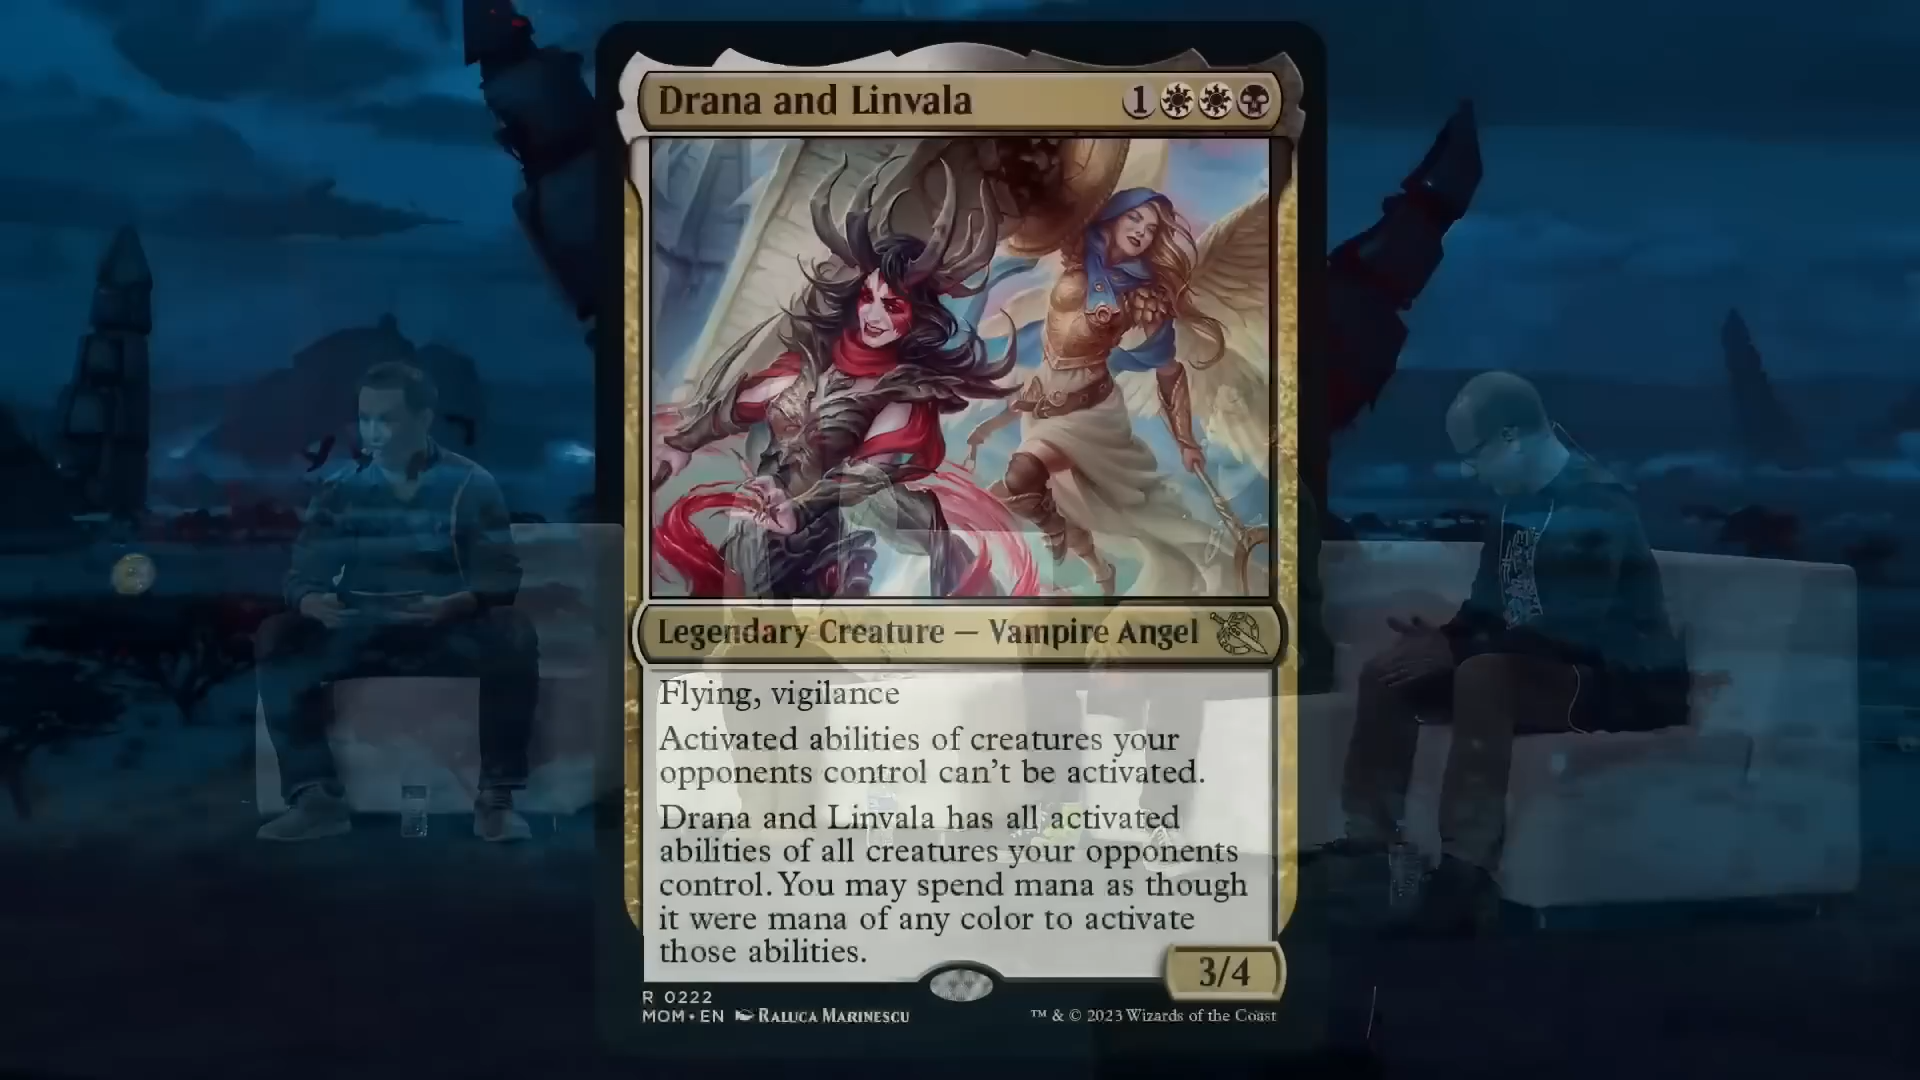 Drana and Linvala 1
Legendary Creature — Vampire Angel
Flying, vigilance
Activated abilities of creatures your
opponents control can't be activated.
Drana and Linvala has all activated
abilities of all creatures your opponents
control. You may spend mana as though
it were mana of any color to activate
those abilities.
3/4
R 0222
MOM • EN Raluca Marinescu
™ & © 2023 Wizards of the Coast